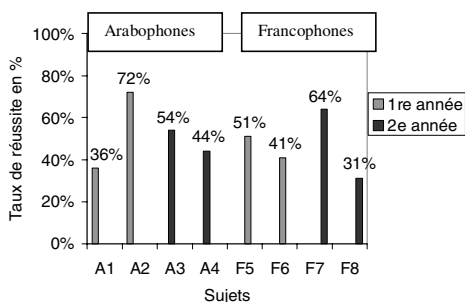 Arabophones Francophones
100%
80%
60%
40%
20%
0%
Taux de réussite en %
36%
72%
54%
44%
51%
41%
64%
31%
1re année
2e année
A1 A2 A3 A4 F5 F6 F7 F8
Sujets